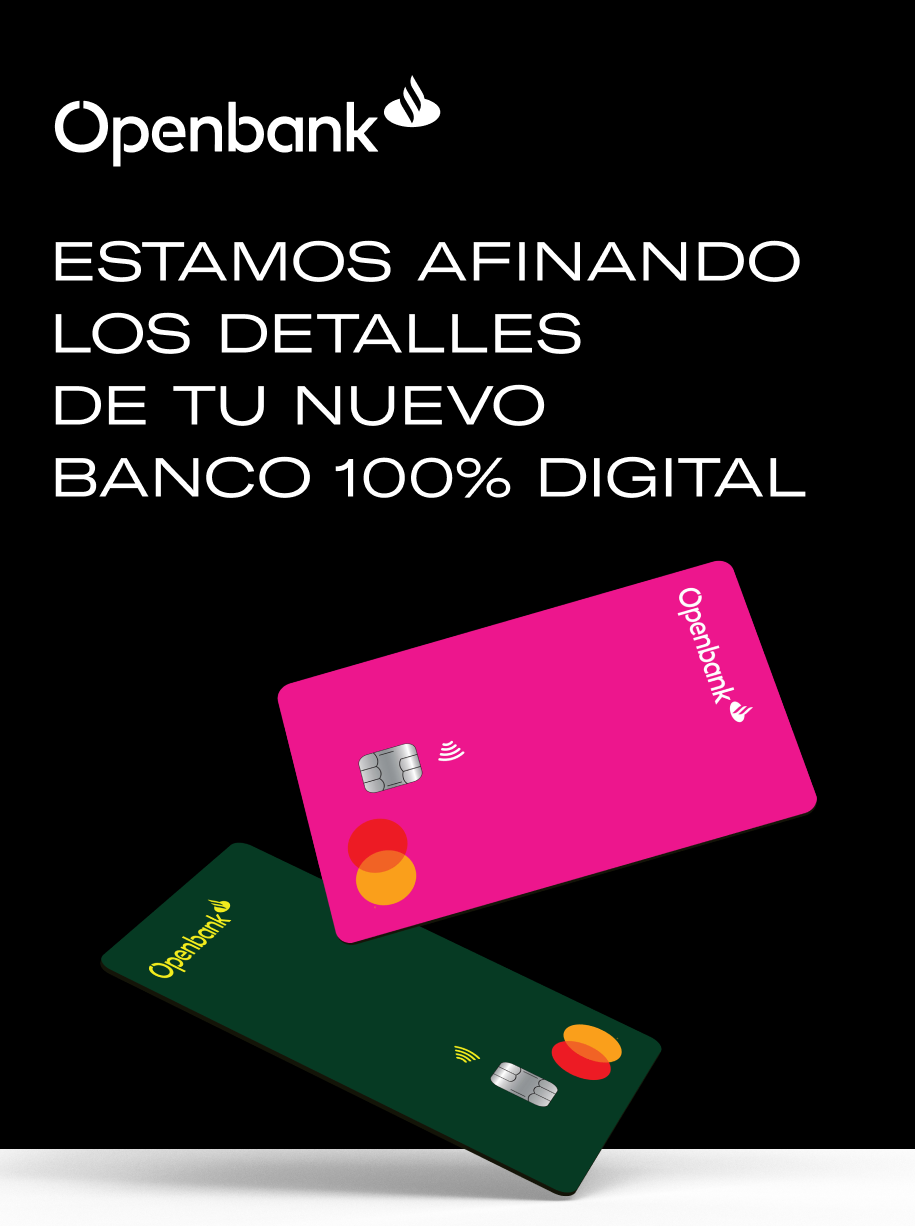 Openbank
ESTAMOS AFINANDO
LOS DETALLES
DE TU NUEVO
BANCO 100% DIGITAL
Openbank
Openbank